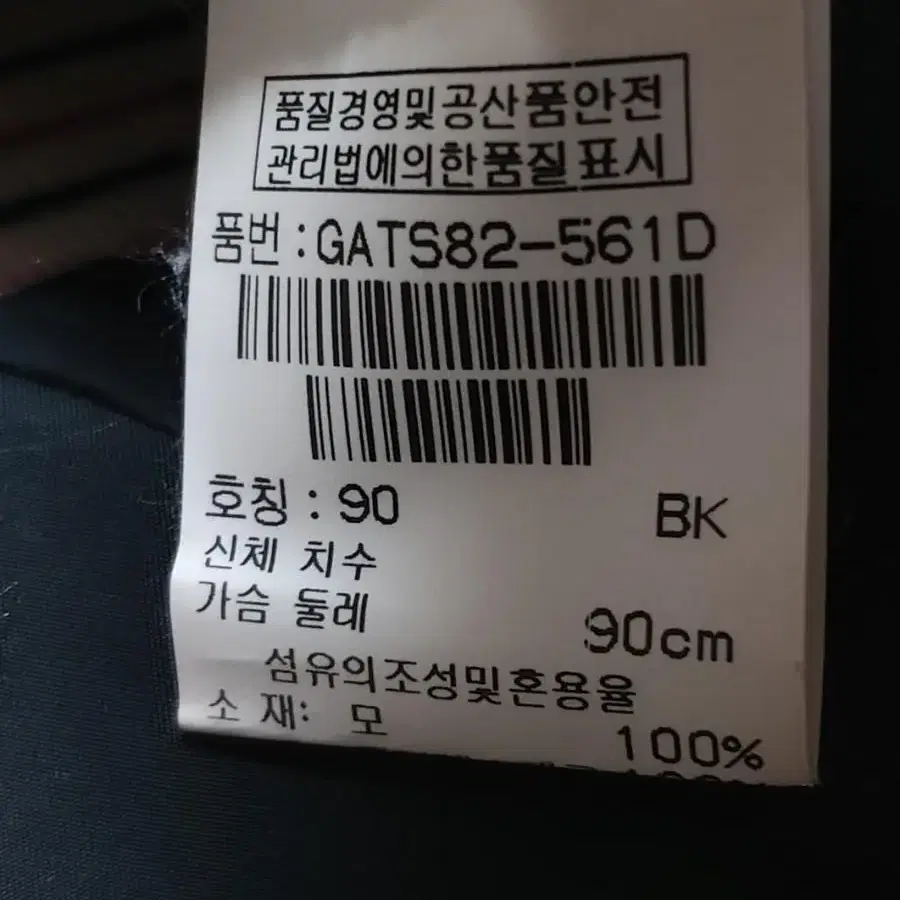 품질경영및공산품안전
관리법에의한품질표시
품번 : GATS82-561D
호칭 : 90 BK
신체 치수
가슴 둘레 90cm
섬유의조성및혼용율
소 재: 모 100%